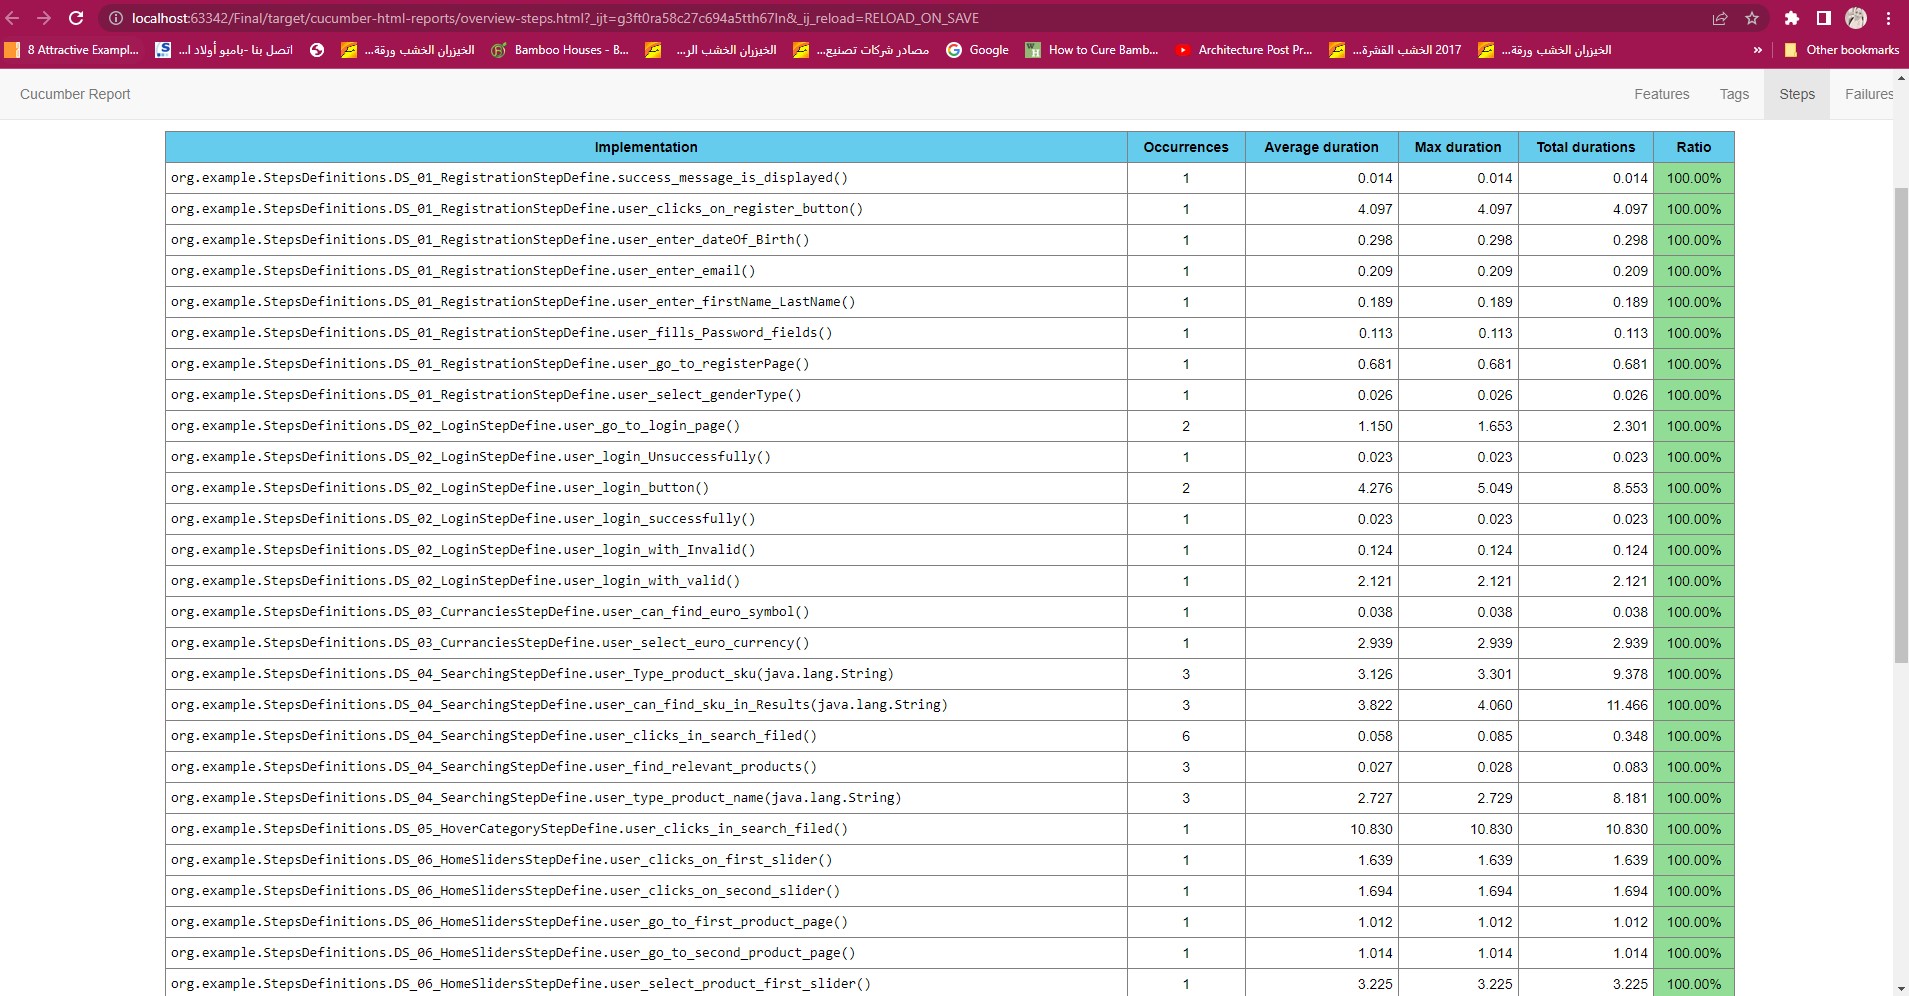 localhost:63342/Final/target/cucumber-html-reports/overview-steps.html?_ijt=g3ft0ra58c27c694a5tth67ln&_ij_reload=RELOAD_ON_SAVE
8 Attractive Exampl... اتصل بنا -بامبو أولاد ا... الخيزران الخشب ورقة... Bamboo Houses - B... الخيزران الخشب الر... مصادر شركات تصنيع... Google How to Cure Bamb... Architecture Post Pr... 2017 الخشب القشرة... الخيزران الخشب ورقة... » Other bookmarks
Cucumber Report Features Tags Steps Failures
Implementation Occurrences Average duration Max duration Total durations Ratio
org.example.StepsDefinitions.DS_01_RegistrationStepDefine.success_message_is_displayed() 1 0.014 0.014 0.014 100.00%
org.example.StepsDefinitions.DS_01_RegistrationStepDefine.user_clicks_on_register_button() 1 4.097 4.097 4.097 100.00%
org.example.StepsDefinitions.DS_01_RegistrationStepDefine.user_enter_dateOf_Birth() 1 0.298 0.298 0.298 100.00%
org.example.StepsDefinitions.DS_01_RegistrationStepDefine.user_enter_email() 1 0.209 0.209 0.209 100.00%
org.example.StepsDefinitions.DS_01_RegistrationStepDefine.user_enter_firstName_LastName() 1 0.189 0.189 0.189 100.00%
org.example.StepsDefinitions.DS_01_RegistrationStepDefine.user_fills_Password_fields() 1 0.113 0.113 0.113 100.00%
org.example.StepsDefinitions.DS_01_RegistrationStepDefine.user_go_to_registerPage() 1 0.681 0.681 0.681 100.00%
org.example.StepsDefinitions.DS_01_RegistrationStepDefine.user_select_genderType() 1 0.026 0.026 0.026 100.00%
org.example.StepsDefinitions.DS_02_LoginStepDefine.user_go_to_login_page() 2 1.150 1.653 2.301 100.00%
org.example.StepsDefinitions.DS_02_LoginStepDefine.user_login_Unsuccessfully() 1 0.023 0.023 0.023 100.00%
org.example.StepsDefinitions.DS_02_LoginStepDefine.user_login_button() 2 4.276 5.049 8.553 100.00%
org.example.StepsDefinitions.DS_02_LoginStepDefine.user_login_successfully() 1 0.023 0.023 0.023 100.00%
org.example.StepsDefinitions.DS_02_LoginStepDefine.user_login_with_Invalid() 1 0.124 0.124 0.124 100.00%
org.example.StepsDefinitions.DS_02_LoginStepDefine.user_login_with_valid() 1 2.121 2.121 2.121 100.00%
org.example.StepsDefinitions.DS_03_CurranciesStepDefine.user_can_find_euro_symbol() 1 0.038 0.038 0.038 100.00%
org.example.StepsDefinitions.DS_03_CurranciesStepDefine.user_select_euro_currency() 1 2.939 2.939 2.939 100.00%
org.example.StepsDefinitions.DS_04_SearchingStepDefine.user_Type_product_sku(java.lang.String) 3 3.126 3.301 9.378 100.00%
org.example.StepsDefinitions.DS_04_SearchingStepDefine.user_can_find_sku_in_Results(java.lang.String) 3 3.822 4.060 11.466 100.00%
org.example.StepsDefinitions.DS_04_SearchingStepDefine.user_clicks_in_search_filed() 6 0.058 0.085 0.348 100.00%
org.example.StepsDefinitions.DS_04_SearchingStepDefine.user_find_relevant_products() 3 0.027 0.028 0.083 100.00%
org.example.StepsDefinitions.DS_04_SearchingStepDefine.user_type_product_name(java.lang.String) 3 2.727 2.729 8.181 100.00%
org.example.StepsDefinitions.DS_05_HoverCategoryStepDefine.user_clicks_in_search_filed() 1 10.830 10.830 10.830 100.00%
org.example.StepsDefinitions.DS_06_HomeSlidersStepDefine.user_clicks_on_first_slider() 1 1.639 1.639 1.639 100.00%
org.example.StepsDefinitions.DS_06_HomeSlidersStepDefine.user_clicks_on_second_slider() 1 1.694 1.694 1.694 100.00%
org.example.StepsDefinitions.DS_06_HomeSlidersStepDefine.user_go_to_first_product_page() 1 1.012 1.012 1.012 100.00%
org.example.StepsDefinitions.DS_06_HomeSlidersStepDefine.user_go_to_second_product_page() 1 1.014 1.014 1.014 100.00%
org.example.StepsDefinitions.DS_06_HomeSlidersStepDefine.user_select_product_first_slider() 1 3.225 3.225 3.225 100.00%